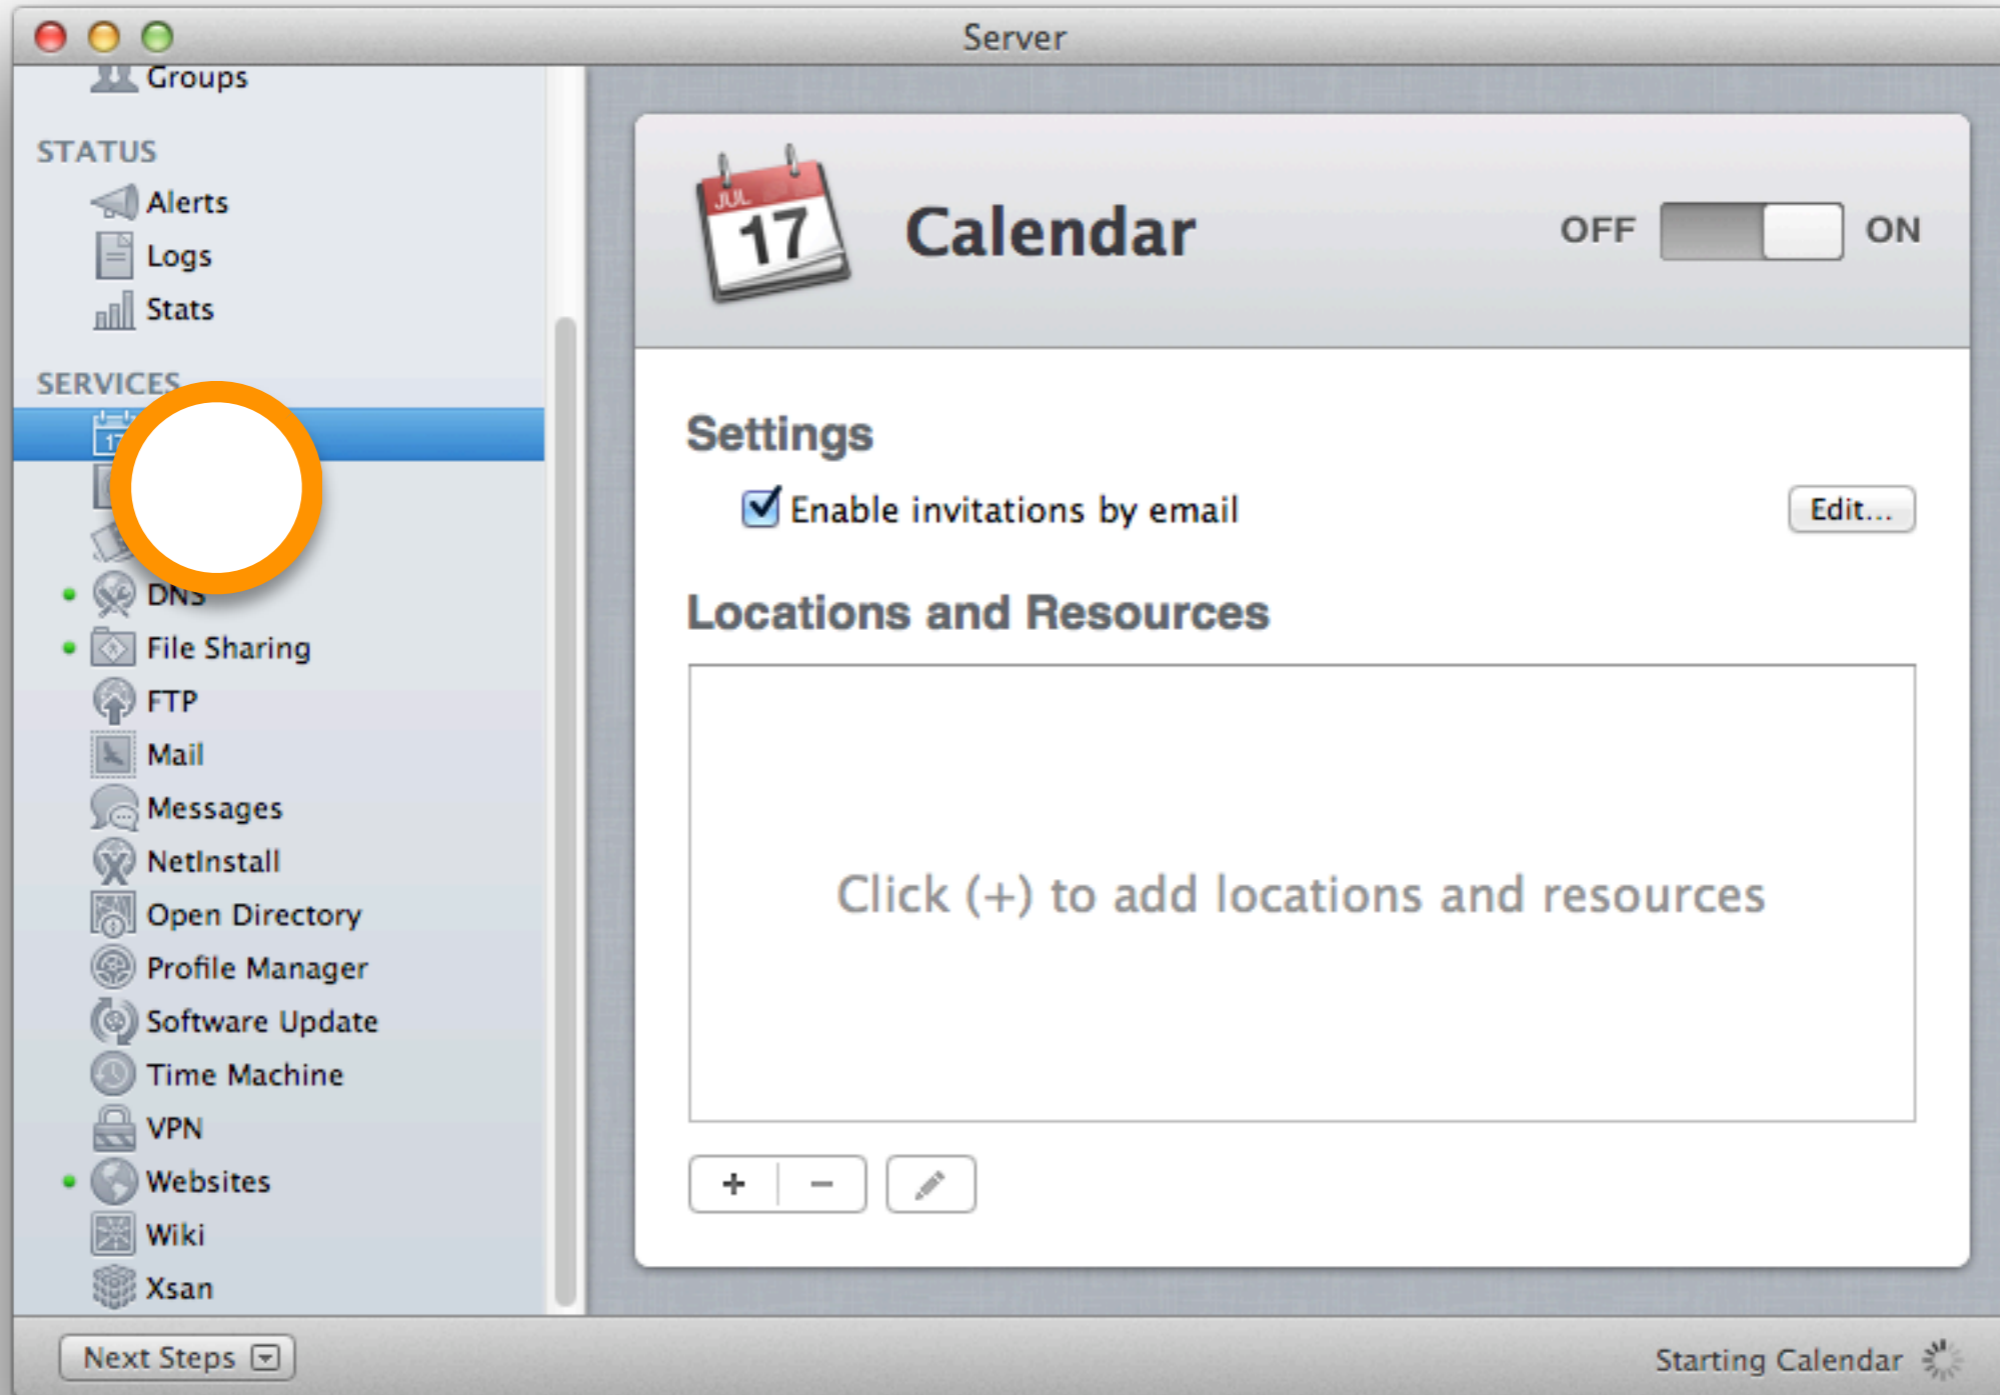 Server
Groups
STATUS
Alerts
Logs
Stats
SERVICES
DNS
File Sharing
FTP
Mail
Messages
NetInstall
Open Directory
Profile Manager
Software Update
Time Machine
VPN
Websites
Wiki
Xsan
Next Steps
JUL
17
Calendar
OFF ON
Settings
Enable invitations by email Edit...
Locations and Resources
Click (+) to add locations and resources
+ −
Starting Calendar